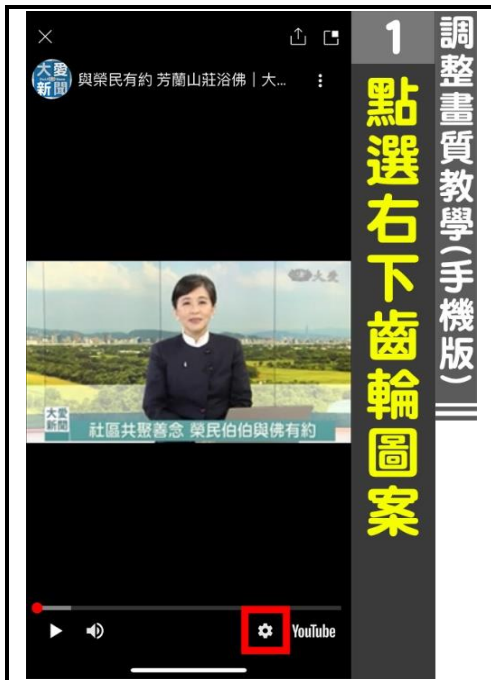 調整畫質教學(手機版)
1
點選右下齒輪圖案
大愛
新聞
與榮民有約 芳蘭山莊浴佛｜大...
大愛
大愛
新聞
社區共聚善念 榮民伯伯與佛有約
YouTube